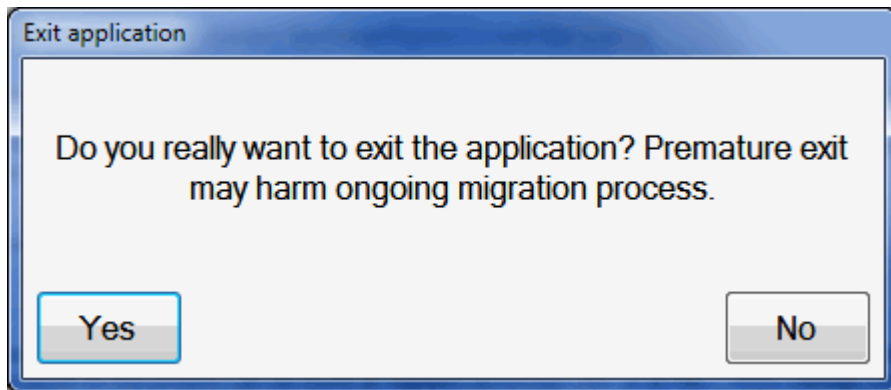 Exit application
Do you really want to exit the application? Premature exit
may harm ongoing migration process.
Yes
No